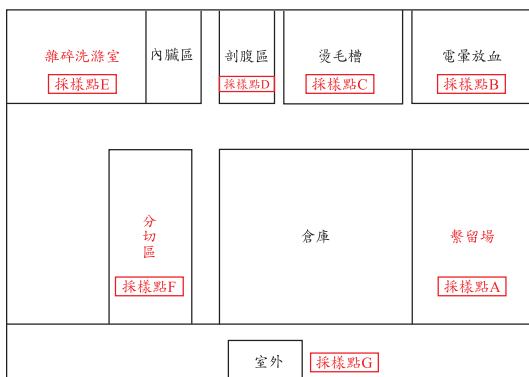 雜碎洗滌室
採樣點E
內臟區
剖腹區
採樣點D
燙毛槽
採樣點C
電暈放血
採樣點B
分
切
區
採樣點F
倉庫
繫留場
採樣點A
室外
採樣點G